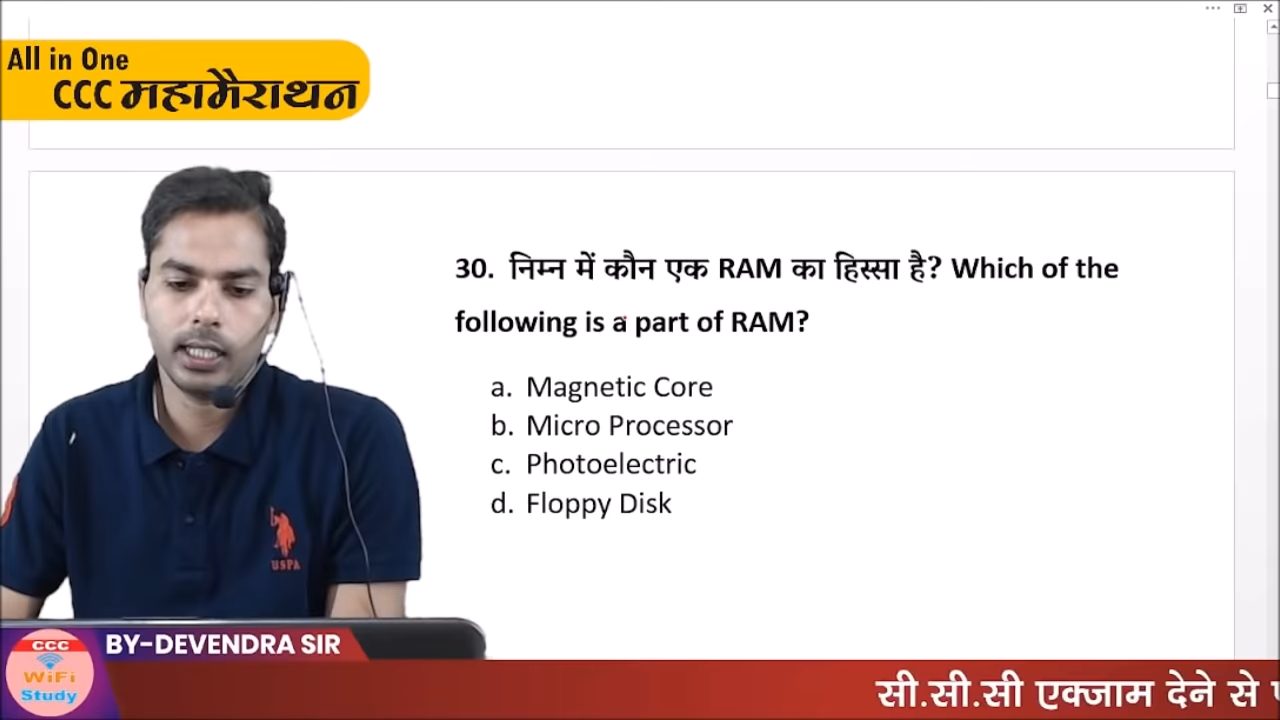 All in One
CCC महामैराथन
30. निम्न में कौन एक RAM का हिस्सा है? Which of the
following is a part of RAM?
a. Magnetic Core
b. Micro Processor
c. Photoelectric
d. Floppy Disk
USPA
BY-DEVENDRA SIR
CCC
WiFi
Study
सी.सी.सी एक्जाम देने से